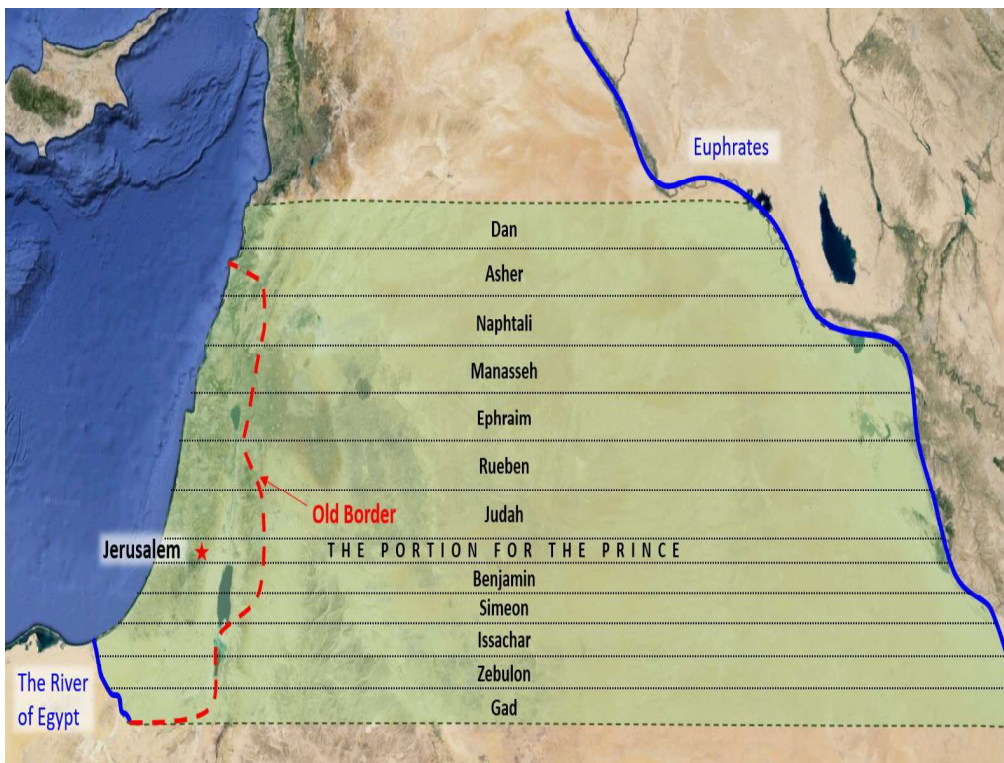 Euphrates
Dan
Asher
Naphtali
Manasseh
Ephraim
Rueben
Old Border
Judah
Jerusalem
THE PORTION FOR THE PRINCE
Benjamin
Simeon
Issachar
Zebulon
The River
of Egypt
Gad